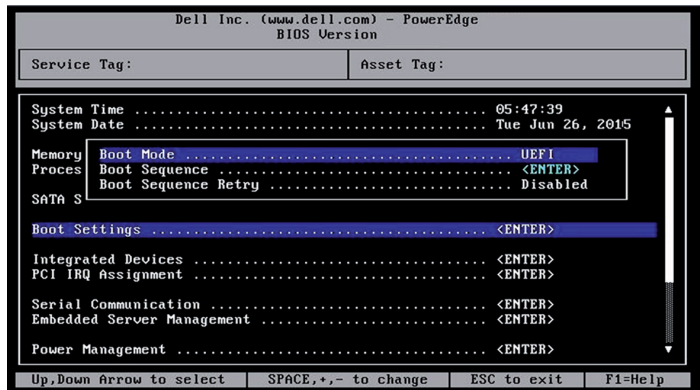 Dell Inc. (www.dell.com) - PowerEdge
BIOS Version
Service Tag: Asset Tag:
System Time ........................................ 05:47:39
System Date ........................................ Tue Jun 26, 2015
Memory
Boot Mode ........................................ UEFI
Proces
Boot Sequence ................................... <ENTER>
Boot Sequence Retry ............................. Disabled
SATA S
Boot Settings ........................................ <ENTER>
Integrated Devices ................................... <ENTER>
PCI IRQ Assignment ................................... <ENTER>
Serial Communication ................................. <ENTER>
Embedded Server Management ........................... <ENTER>
Power Management ..................................... <ENTER>
Up,Down Arrow to select SPACE,+,- to change ESC to exit F1=Help